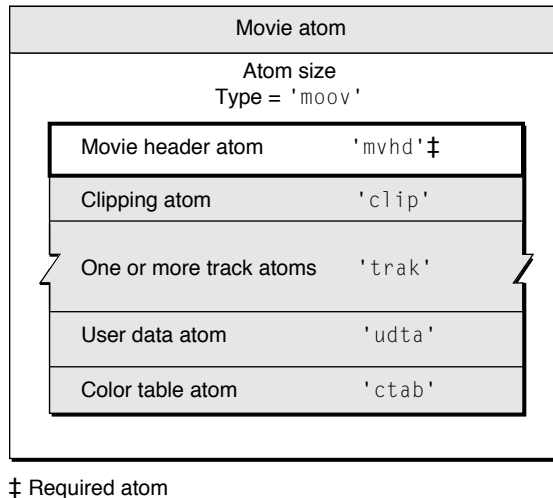 Movie atom
Atom size
Type = 'moov'
Movie header atom 'mvhd'‡
Clipping atom 'clip'
One or more track atoms 'trak'
User data atom 'udta'
Color table atom 'ctab'
‡ Required atom